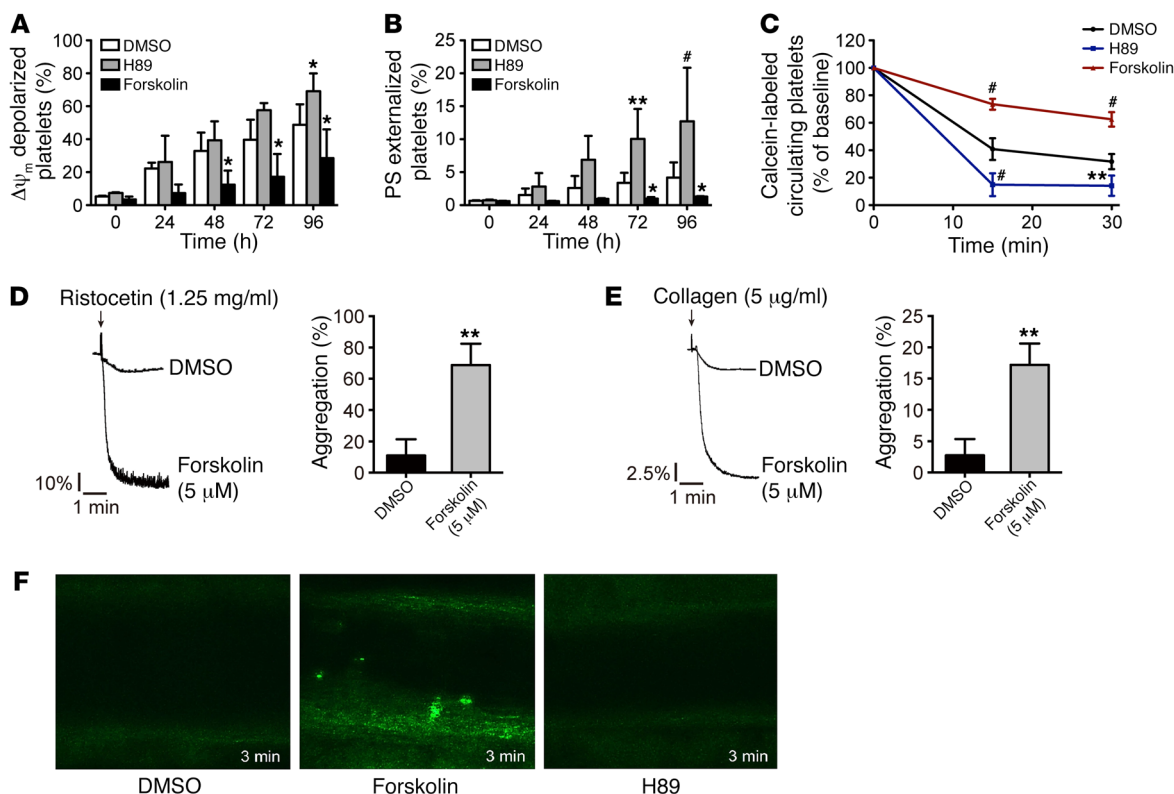 A
Δψm depolarized
platelets (%)
100
80
60
40
20
0
DMSO
H89
Forskolin
*
*
*
*
0 24 48 72 96
Time (h)
B
PS externalized
platelets (%)
25
20
15
10
5
0
DMSO
H89
Forskolin
#
**
*
*
0 24 48 72 96
Time (h)
C
Calcein-labeled
circulating platelets
(% of baseline)
120
100
80
60
40
20
0
DMSO
H89
Forskolin
#
#
#
**
0 10 20 30
Time (min)
D
Ristocetin (1.25 mg/ml)
DMSO
Forskolin
(5 μM)
10%
1 min
Aggregation (%)
100
80
60
40
20
0
**
DMSO
Forskolin
(5 μM)
E
Collagen (5 μg/ml)
DMSO
Forskolin
(5 μM)
2.5%
1 min
Aggregation (%)
25
20
15
10
5
0
**
DMSO
Forskolin
(5 μM)
F
3 min
3 min
3 min
DMSO
Forskolin
H89